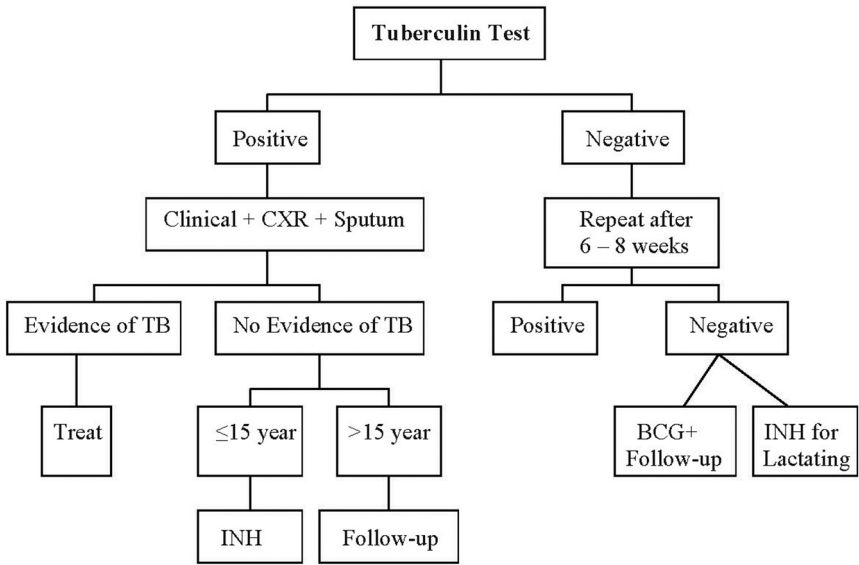 Tuberculin Test
Positive
Negative
Clinical + CXR + Sputum
Repeat after
6 – 8 weeks
Evidence of TB
No Evidence of TB
Positive
Negative
Treat
≤15 year
>15 year
BCG+
Follow-up
INH for
Lactating
INH
Follow-up